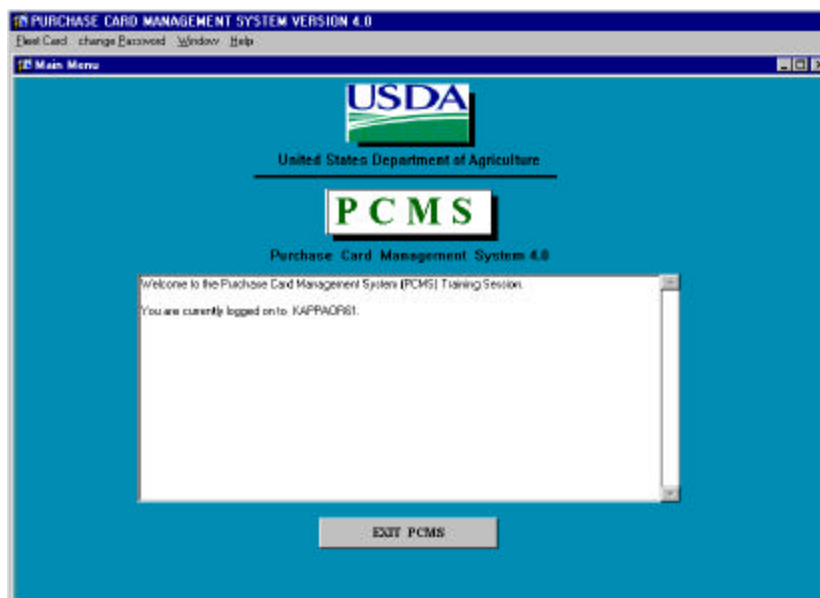 PURCHASE CARD MANAGEMENT SYSTEM VERSION 4.0
Fleet Card change Password Window Help
Main Menu
USDA
United States Department of Agriculture
PCMS
Purchase Card Management System 4.0
Welcome to the Purchase Card Management System (PCMS) Training Session.
You are currently logged on to KAPPAOR61.
EXIT PCMS